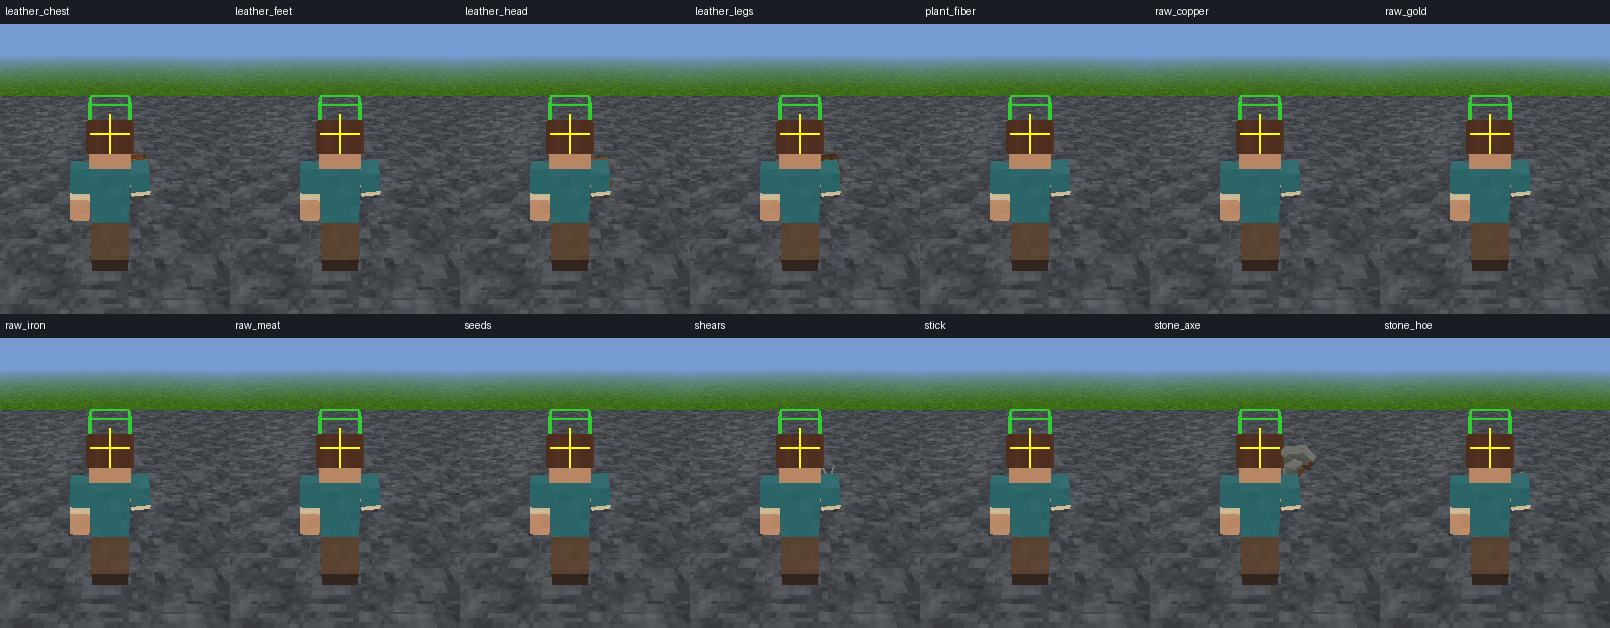 leather_chest
leather_feet
leather_head
leather_legs
plant_fiber
raw_copper
raw_gold
raw_iron
raw_meat
seeds
shears
stick
stone_axe
stone_hoe